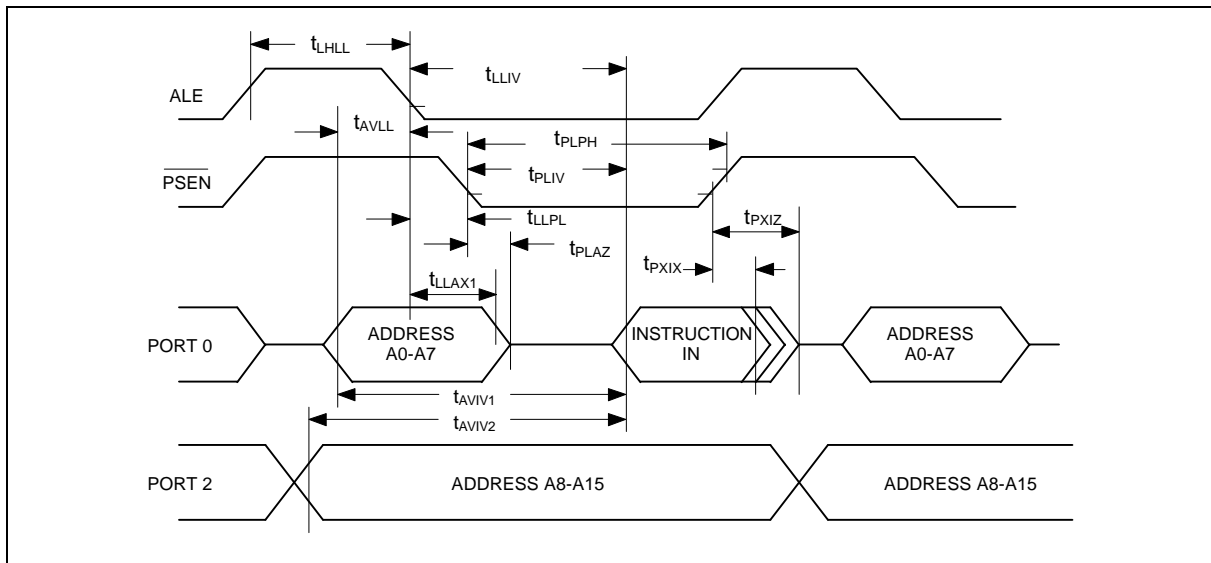 tLHLL
tLLIV
ALE
tAVLL
tPLPH
PSEN
tPLIV
tLLPL
tPXIZ
tPLAZ
tPXIX
tLLAX1
PORT 0
ADDRESS
A0-A7
INSTRUCTION
IN
ADDRESS
A0-A7
tAVIV1
tAVIV2
PORT 2
ADDRESS A8-A15
ADDRESS A8-A15